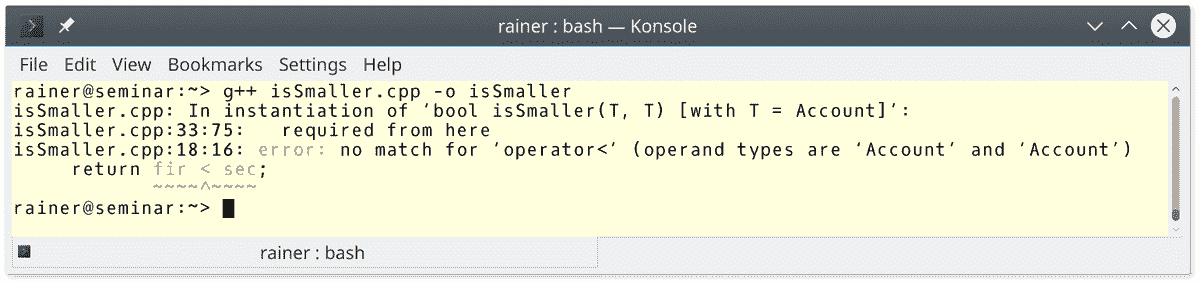 rainer : bash — Konsole
File Edit View Bookmarks Settings Help
rainer@seminar:~> g++ isSmaller.cpp -o isSmaller
isSmaller.cpp: In instantiation of ‘bool isSmaller(T, T) [with T = Account]’:
isSmaller.cpp:33:75:   required from here
isSmaller.cpp:18:16: error: no match for ‘operator<’ (operand types are ‘Account’ and ‘Account’)
     return fir < sec;
            ~~~~^~~~~
rainer@seminar:~>
rainer : bash